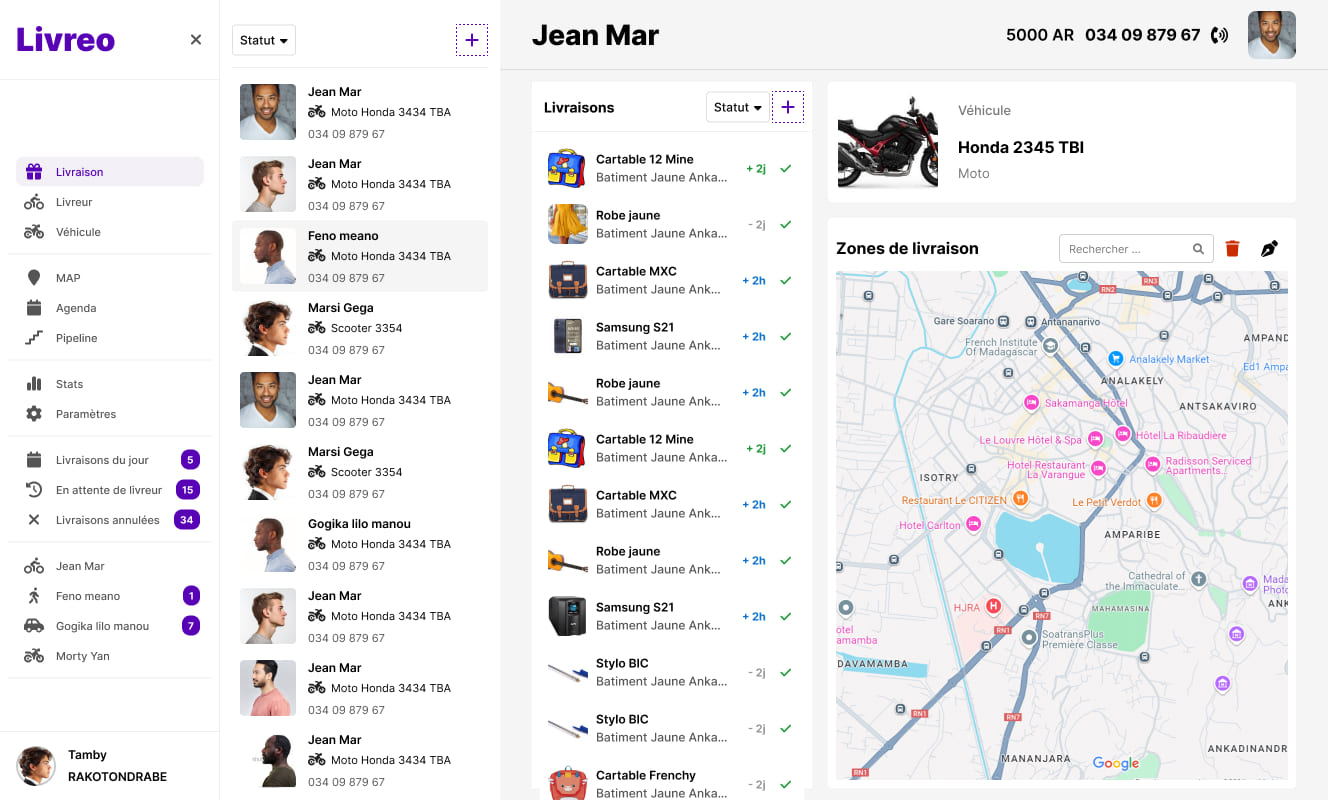 Livreo
Livraison
Livreur
Véhicule
MAP
Agenda
Pipeline
Stats
Paramètres
Livraisons du jour 5
En attente de livreur 15
Livraisons annulées 34
Jean Mar
Feno meano 1
Gogika lilo manou 7
Morty Yan
Tamby
RAKOTONDRABE
Statut
Jean Mar
Moto Honda 3434 TBA
034 09 879 67
Jean Mar
Moto Honda 3434 TBA
034 09 879 67
Feno meano
Moto Honda 3434 TBA
034 09 879 67
Marsi Gega
Scooter 3354
034 09 879 67
Jean Mar
Moto Honda 3434 TBA
034 09 879 67
Marsi Gega
Scooter 3354
034 09 879 67
Gogika lilo manou
Moto Honda 3434 TBA
034 09 879 67
Jean Mar
Moto Honda 3434 TBA
034 09 879 67
Jean Mar
Moto Honda 3434 TBA
034 09 879 67
Jean Mar
Moto Honda 3434 TBA
034 09 879 67
Jean Mar
5000 AR 034 09 879 67
Livraisons
Statut
Cartable 12 Mine
Batiment Jaune Anka...
+ 2j
Robe jaune
Batiment Jaune Anka...
- 2j
Cartable MXC
Batiment Jaune Ank...
+ 2h
Samsung S21
Batiment Jaune Ank...
+ 2h
Robe jaune
Batiment Jaune Ank...
+ 2h
Cartable 12 Mine
Batiment Jaune Anka...
+ 2j
Cartable MXC
Batiment Jaune Ank...
+ 2h
Robe jaune
Batiment Jaune Ank...
+ 2h
Samsung S21
Batiment Jaune Ank...
+ 2h
Stylo BIC
Batiment Jaune Anka...
- 2j
Stylo BIC
Batiment Jaune Anka...
- 2j
Cartable Frenchy
Batiment Jaune Anka...
- 2j
Véhicule
Honda 2345 TBI
Moto
Zones de livraison
Rechercher ...
RN2
RN3
Gare Soarano
Antananarivo
French Institute
Of Madagascar
AMPAND
Analakely Market
Ed1 Ampa
ANALAKELY
Sakamanga Hôtel
ANTSAKAVIRO
Le Louvre Hôtel & Spa
Hôtel La Ribaudiere
Hotel Restaurant
La Varangue
Radisson Serviced
Apartments...
ISOTRY
Restaurant Le CITIZEN
Le Petit Verdot
Hotel Carlton
AMPARIBE
Cathedral of
the Immaculate...
Mada
Photo
ANK
HJRA
MAHAMASINA
RN7
RN1
otel
amamba
SoatransPlus
Première Classe
DAVAMAMBA
RN1
RN7
ANKADINANDR
MANANJARA
Google
RN1